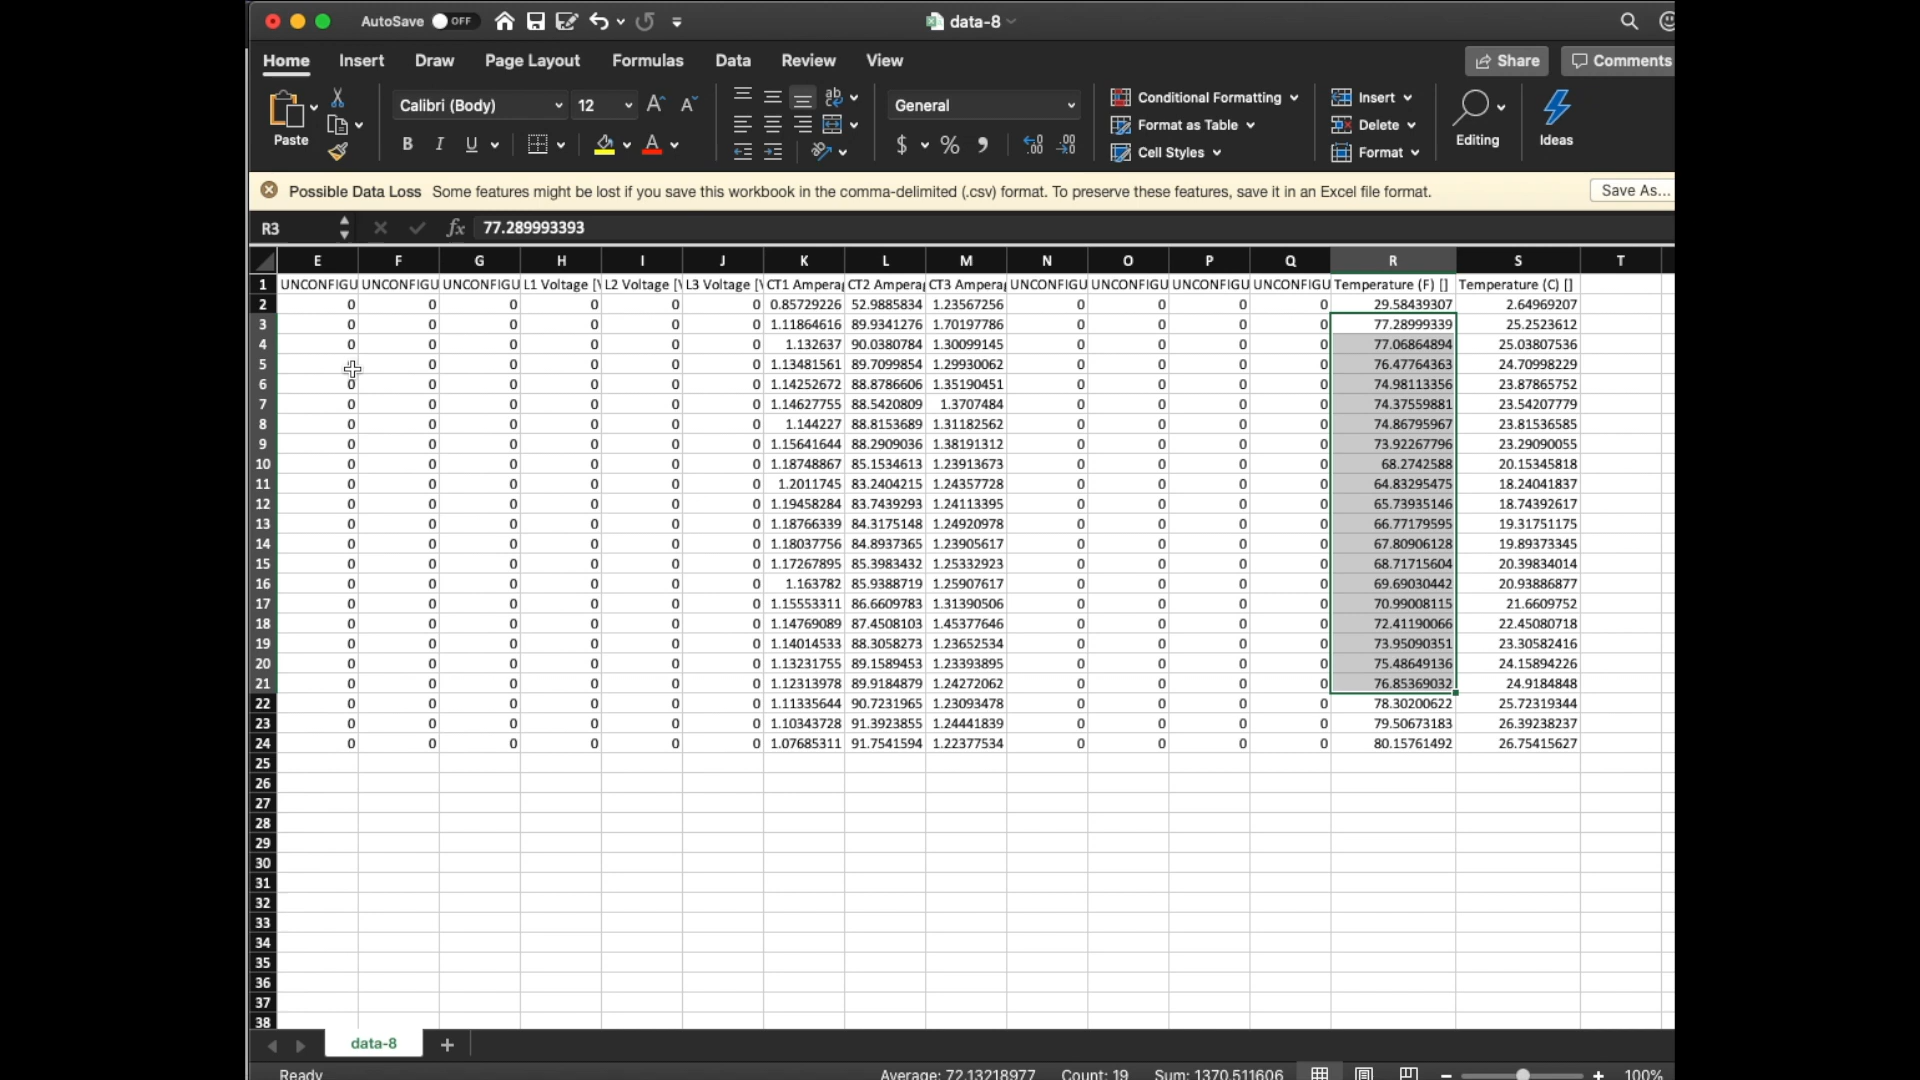 AutoSave OFF data-8
Home Insert Draw Page Layout Formulas Data Review View Share Comments
Paste Calibri (Body) 12 General Conditional Formatting Insert
Format as Table Delete
B I U $ % Cell Styles Format Editing Ideas
Possible Data Loss Some features might be lost if you save this workbook in the comma-delimited (.csv) format. To preserve these features, save it in an Excel file format. Save As...
R3 fx 77.289993393
E F G H I J K L M N O P Q R S T
1 UNCONFIGU UNCONFIGU UNCONFIGU L1 Voltage [V L2 Voltage [V L3 Voltage [V CT1 Ampera CT2 Ampera CT3 Ampera UNCONFIGU UNCONFIGU UNCONFIGU UNCONFIGU Temperature (F) [] Temperature (C) []
2 0 0 0 0 0 0 0.85729226 52.9885834 1.23567256 0 0 0 0 29.58439307 2.64969207
3 0 0 0 0 0 0 1.11864616 89.9341276 1.70197786 0 0 0 0 77.28999339 25.2523612
4 0 0 0 0 0 0 1.132637 90.0380784 1.30099145 0 0 0 0 77.06864894 25.03807536
5 0 0 0 0 0 0 1.13481561 89.7099854 1.29930062 0 0 0 0 76.47764363 24.70998229
6 0 0 0 0 0 0 1.14252672 88.8786606 1.35190451 0 0 0 0 74.98113356 23.87865752
7 0 0 0 0 0 0 1.14627755 88.5420809 1.3707484 0 0 0 0 74.37559881 23.54207779
8 0 0 0 0 0 0 1.144227 88.8153689 1.31182562 0 0 0 0 74.86795967 23.81536585
9 0 0 0 0 0 0 1.15641644 88.2909036 1.38191312 0 0 0 0 73.92267796 23.29090055
10 0 0 0 0 0 0 1.18748867 85.1534613 1.23913673 0 0 0 0 68.2742588 20.15345818
11 0 0 0 0 0 0 1.2011745 83.2404215 1.24357728 0 0 0 0 64.83295475 18.24041837
12 0 0 0 0 0 0 1.19458284 83.7439293 1.24113395 0 0 0 0 65.73935146 18.74392617
13 0 0 0 0 0 0 1.18766339 84.3175148 1.24920978 0 0 0 0 66.77179595 19.31751175
14 0 0 0 0 0 0 1.18037756 84.8937365 1.23905617 0 0 0 0 67.80906128 19.89373345
15 0 0 0 0 0 0 1.17267895 85.3983432 1.25332923 0 0 0 0 68.71715604 20.39834014
16 0 0 0 0 0 0 1.163782 85.9388719 1.25907617 0 0 0 0 69.69030442 20.93886877
17 0 0 0 0 0 0 1.15553311 86.6609783 1.31390506 0 0 0 0 70.99008115 21.6609752
18 0 0 0 0 0 0 1.14769089 87.4508103 1.45377646 0 0 0 0 72.41190066 22.45080718
19 0 0 0 0 0 0 1.14014533 88.3058273 1.23652534 0 0 0 0 73.95090351 23.30582416
20 0 0 0 0 0 0 1.13231755 89.1589453 1.23393895 0 0 0 0 75.48649136 24.15894226
21 0 0 0 0 0 0 1.12313978 89.9184879 1.24272062 0 0 0 0 76.85369032 24.9184848
22 0 0 0 0 0 0 1.11335644 90.7231965 1.23093478 0 0 0 0 78.30200622 25.72319344
23 0 0 0 0 0 0 1.10343728 91.3923855 1.24441839 0 0 0 0 79.50673183 26.39238237
24 0 0 0 0 0 0 1.07685311 91.7541594 1.22377534 0 0 0 0 80.15761492 26.75415627
25
26
27
28
29
30
31
32
33
34
35
36
37
38
data-8
Ready Average: 72.13218977 Count: 19 Sum: 1370.511606 100%